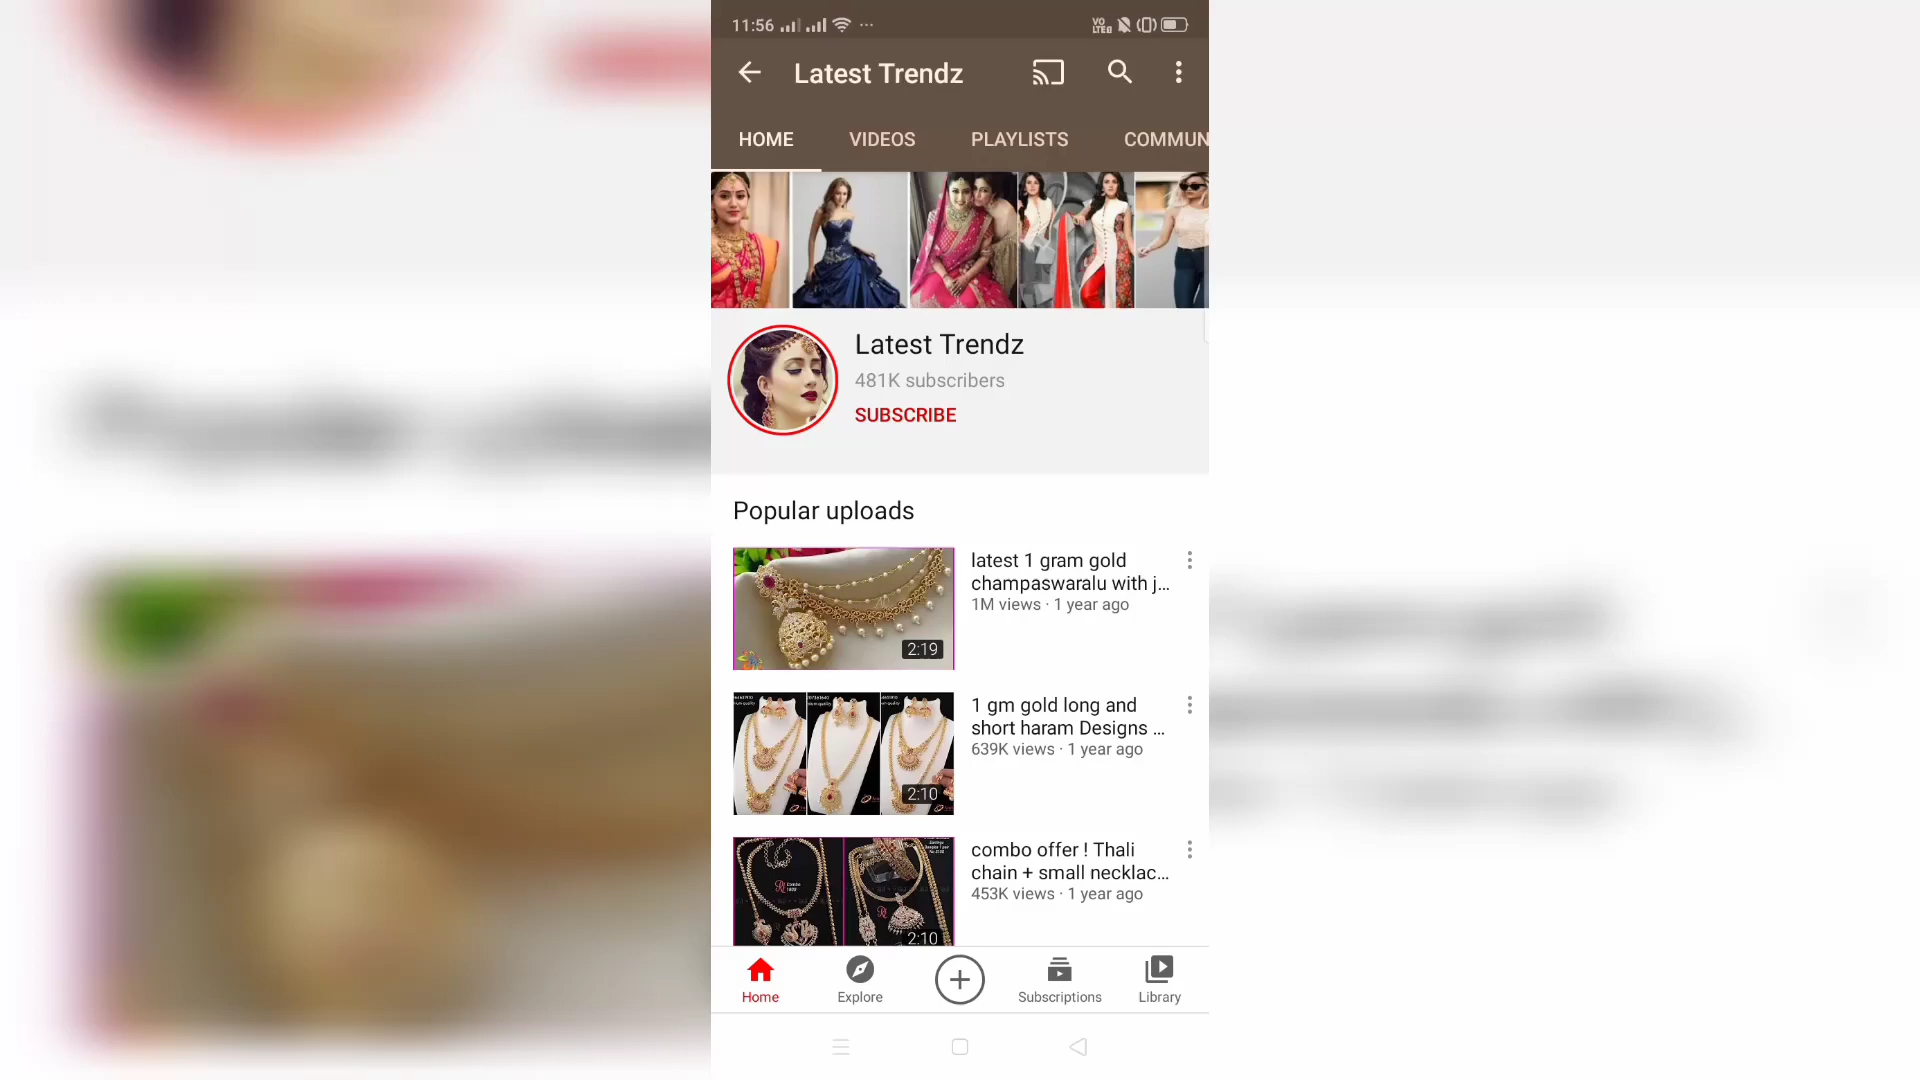 11:56
VO LTE
Latest Trendz
HOME VIDEOS PLAYLISTS COMMUN
Latest Trendz
481K subscribers
SUBSCRIBE
Popular uploads
latest 1 gram gold
champaswaralu with j...
1M views · 1 year ago
2:19
1 gm gold long and
short haram Designs ...
639K views · 1 year ago
2:10
combo offer ! Thali
chain + small necklac...
453K views · 1 year ago
2:10
Home Explore Subscriptions Library